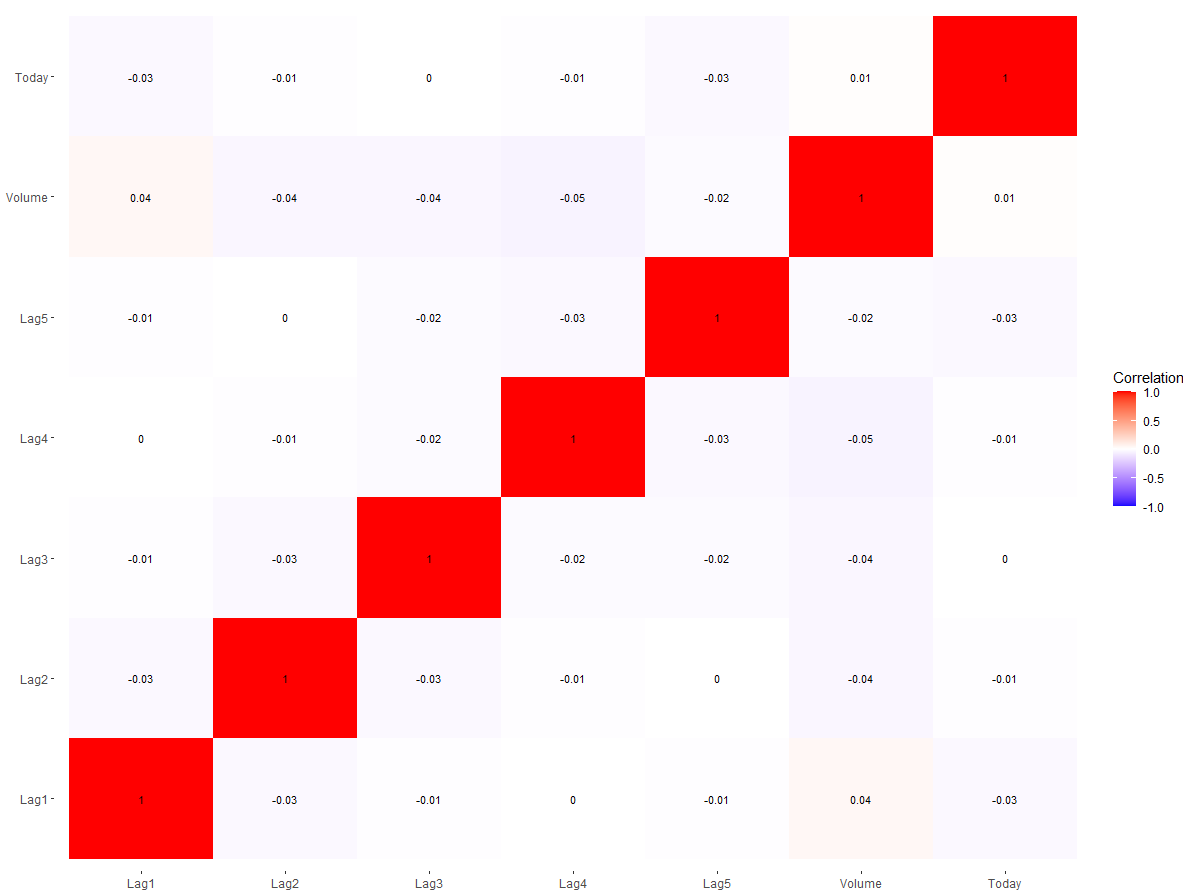 Today -0.03 -0.01 0 -0.01 -0.03 0.01 1
Volume 0.04 -0.04 -0.04 -0.05 -0.02 1 0.01
Lag5 -0.01 0 -0.02 -0.03 1 -0.02 -0.03
Lag4 0 -0.01 -0.02 1 -0.03 -0.05 -0.01
Lag3 -0.01 -0.03 1 -0.02 -0.02 -0.04 0
Lag2 -0.03 1 -0.03 -0.01 0 -0.04 -0.01
Lag1 1 -0.03 -0.01 0 -0.01 0.04 -0.03
Lag1 Lag2 Lag3 Lag4 Lag5 Volume Today
Correlation
1.0
0.5
0.0
-0.5
-1.0